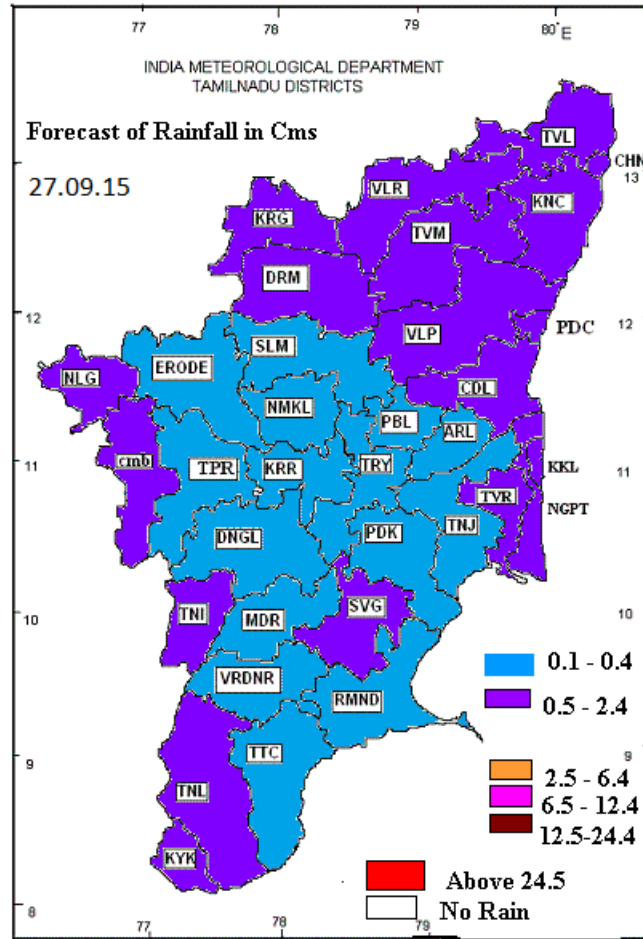 77 78 79 80° E
INDIA METEOROLOGICAL DEPARTMENT
TAMILNADU DISTRICTS
Forecast of Rainfall in Cms
27.09.15
TVL
CHN
13
VLR
KNC
KRG
TVM
DRM
12
12
PDC
SLM
VLP
ERODE
NLG
CDL
NMKL
PBL
ARL
cmb
11
TPR
KRR
TRY
KKL
11
TVR
NGPT
DNGL
PDK
TNJ
10
TNI
MDR
SVG
10
0.1 - 0.4
VRDNR
0.5 - 2.4
RMND
9
TTC
9
2.5 - 6.4
TNL
6.5 - 12.4
12.5-24.4
KYK
Above 24.5
8
No Rain
77 78 79